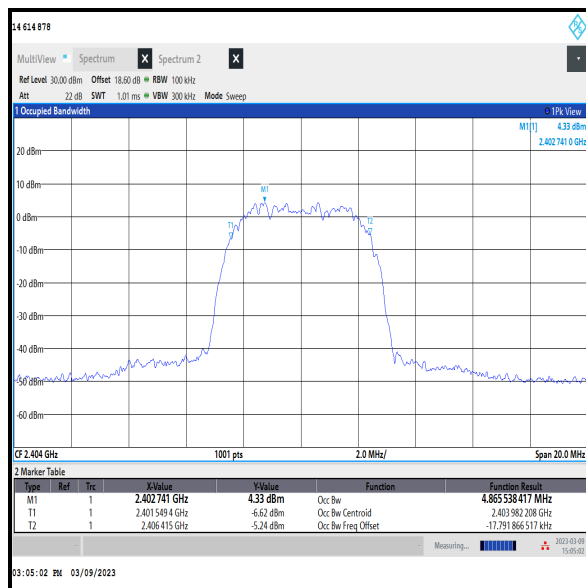 14 614 878
MultiView Spectrum X Spectrum 2 X
Ref Level 30.00 dBm Offset 18.60 dB RBW 100 kHz
Att 22 dB SWT 1.01 ms VBW 300 kHz Mode Sweep
1 Occupied Bandwidth 1Pk View
M1[1] 4.33 dBm
2.402 741 0 GHz
20 dBm
10 dBm
M1
0 dBm
T1 T2
-10 dBm
-20 dBm
-30 dBm
-40 dBm
-50 dBm
-60 dBm
CF 2.404 GHz 1001 pts 2.0 MHz/ Span 20.0 MHz
2 Marker Table
Type Ref Trc X-Value Y-Value Function Function Result
M1 1 2.402 741 GHz 4.33 dBm Occ Bw 4.865 538 417 MHz
T1 1 2.401 549 4 GHz -6.62 dBm Occ Bw Centroid 2.403 982 208 GHz
T2 1 2.406 415 GHz -5.24 dBm Occ Bw Freq Offset -17.791 866 517 kHz
Measuring... 2023-03-09
15:05:02
03:05:02 PM 03/09/2023